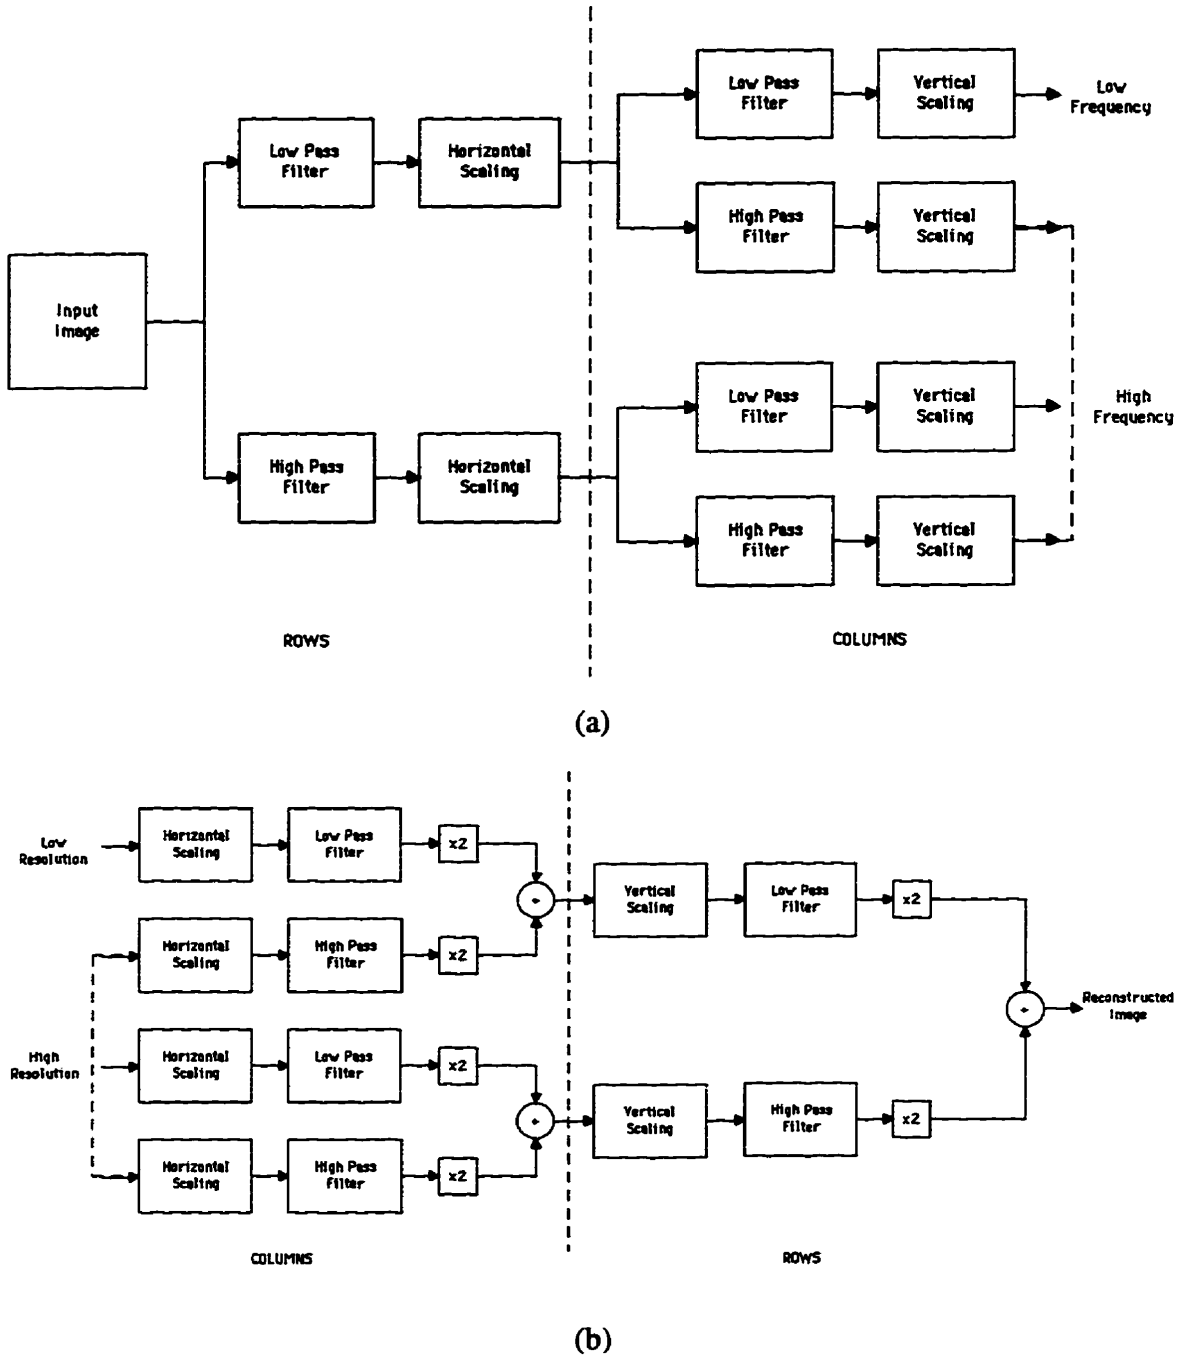 Low Pass
Filter
Vertical
Scaling
Low
Frequency
Low Pass
Filter
Horizontal
Scaling
High Pass
Filter
Vertical
Scaling
Input
Image
Low Pass
Filter
Vertical
Scaling
High
Frequency
High Pass
Filter
Horizontal
Scaling
High Pass
Filter
Vertical
Scaling
ROWS
COLUMNS
(a)
Low
Resolution
Horizontal
Scaling
Low Pass
Filter
x2
Vertical
Scaling
Low Pass
Filter
x2
+
Horizontal
Scaling
High Pass
Filter
x2
+
Reconstructed
Image
High
Resolution
Horizontal
Scaling
Low Pass
Filter
x2
+
Vertical
Scaling
High Pass
Filter
x2
Horizontal
Scaling
High Pass
Filter
x2
COLUMNS
ROWS
(b)